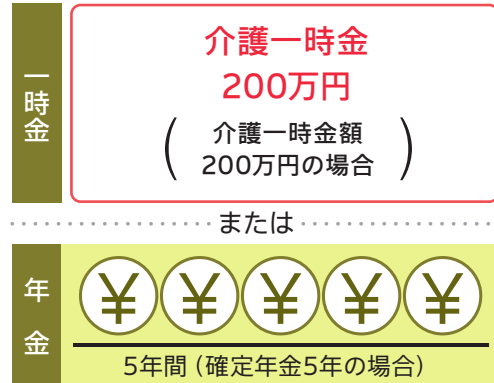 一時金
介護一時金
200万円
(介護一時金額
200万円の場合)
または
年金
¥ ¥ ¥ ¥ ¥
5年間(確定年金5年の場合)